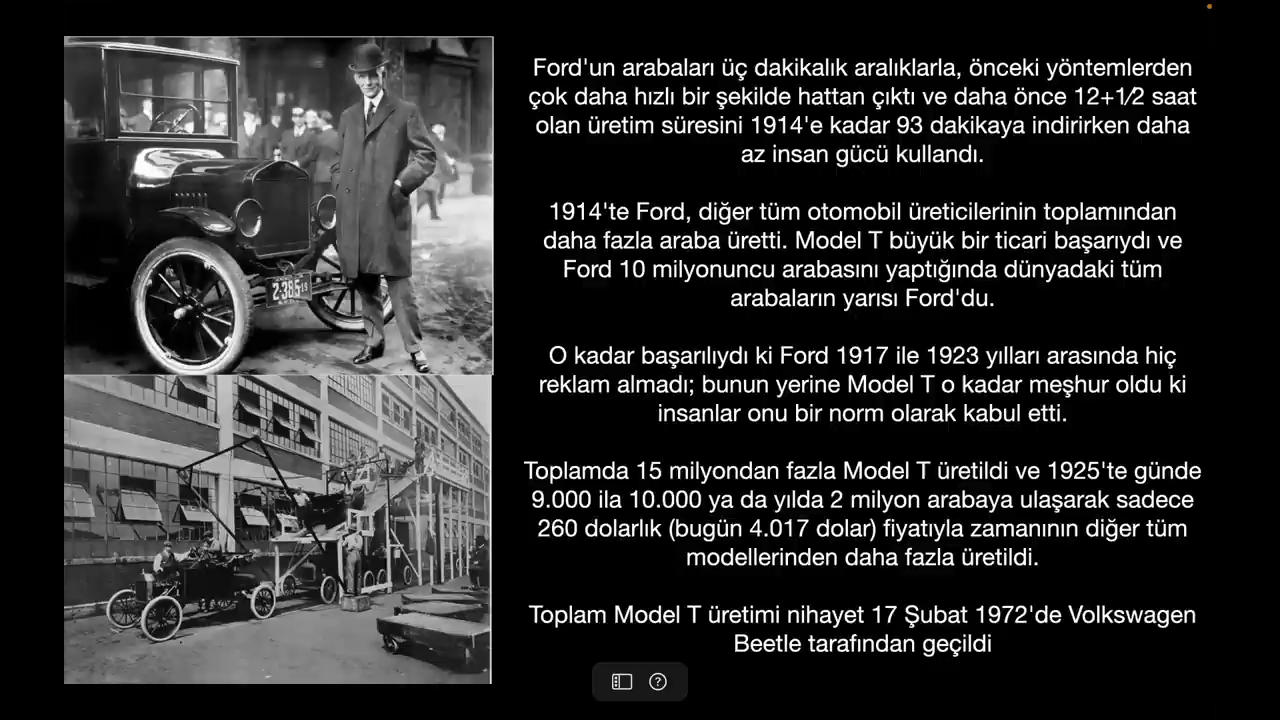 Ford'un arabaları üç dakikalık aralıklarla, önceki yöntemlerden
çok daha hızlı bir şekilde hattan çıktı ve daha önce 12+1⁄2 saat
olan üretim süresini 1914'e kadar 93 dakikaya indirirken daha
az insan gücü kullandı.
1914'te Ford, diğer tüm otomobil üreticilerinin toplamından
daha fazla araba üretti. Model T büyük bir ticari başarıydı ve
Ford 10 milyonuncu arabasını yaptığında dünyadaki tüm
arabaların yarısı Ford'du.
O kadar başarılıydı ki Ford 1917 ile 1923 yılları arasında hiç
reklam almadı; bunun yerine Model T o kadar meşhur oldu ki
insanlar onu bir norm olarak kabul etti.
Toplamda 15 milyondan fazla Model T üretildi ve 1925'te günde
9.000 ila 10.000 ya da yılda 2 milyon arabaya ulaşarak sadece
260 dolarlık (bugün 4.017 dolar) fiyatıyla zamanının diğer tüm
modellerinden daha fazla üretildi.
Toplam Model T üretimi nihayet 17 Şubat 1972'de Volkswagen
Beetle tarafından geçildi
2-385